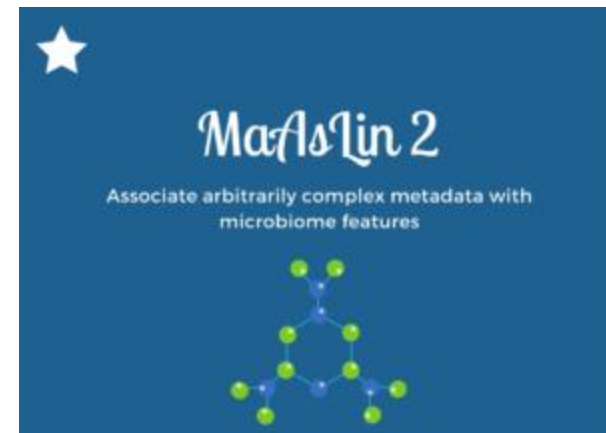 MaAsLin 2
Associate arbitrarily complex metadata with
microbiome features